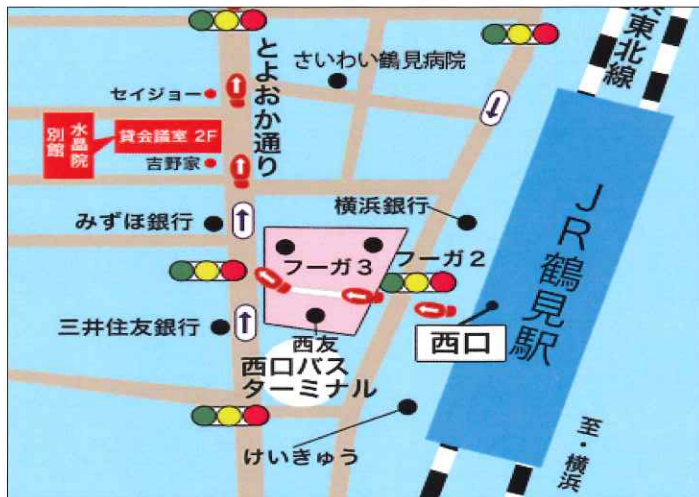 京東北線
とよおか通り
さいわい鶴見病院
セイジョー
水晶院
別館
貸会議室 2F
吉野家
みずほ銀行
横浜銀行
フーガ3
フーガ2
JR鶴見駅
三井住友銀行
西友
西口
西口バス
ターミナル
けいきゅう
至・横浜